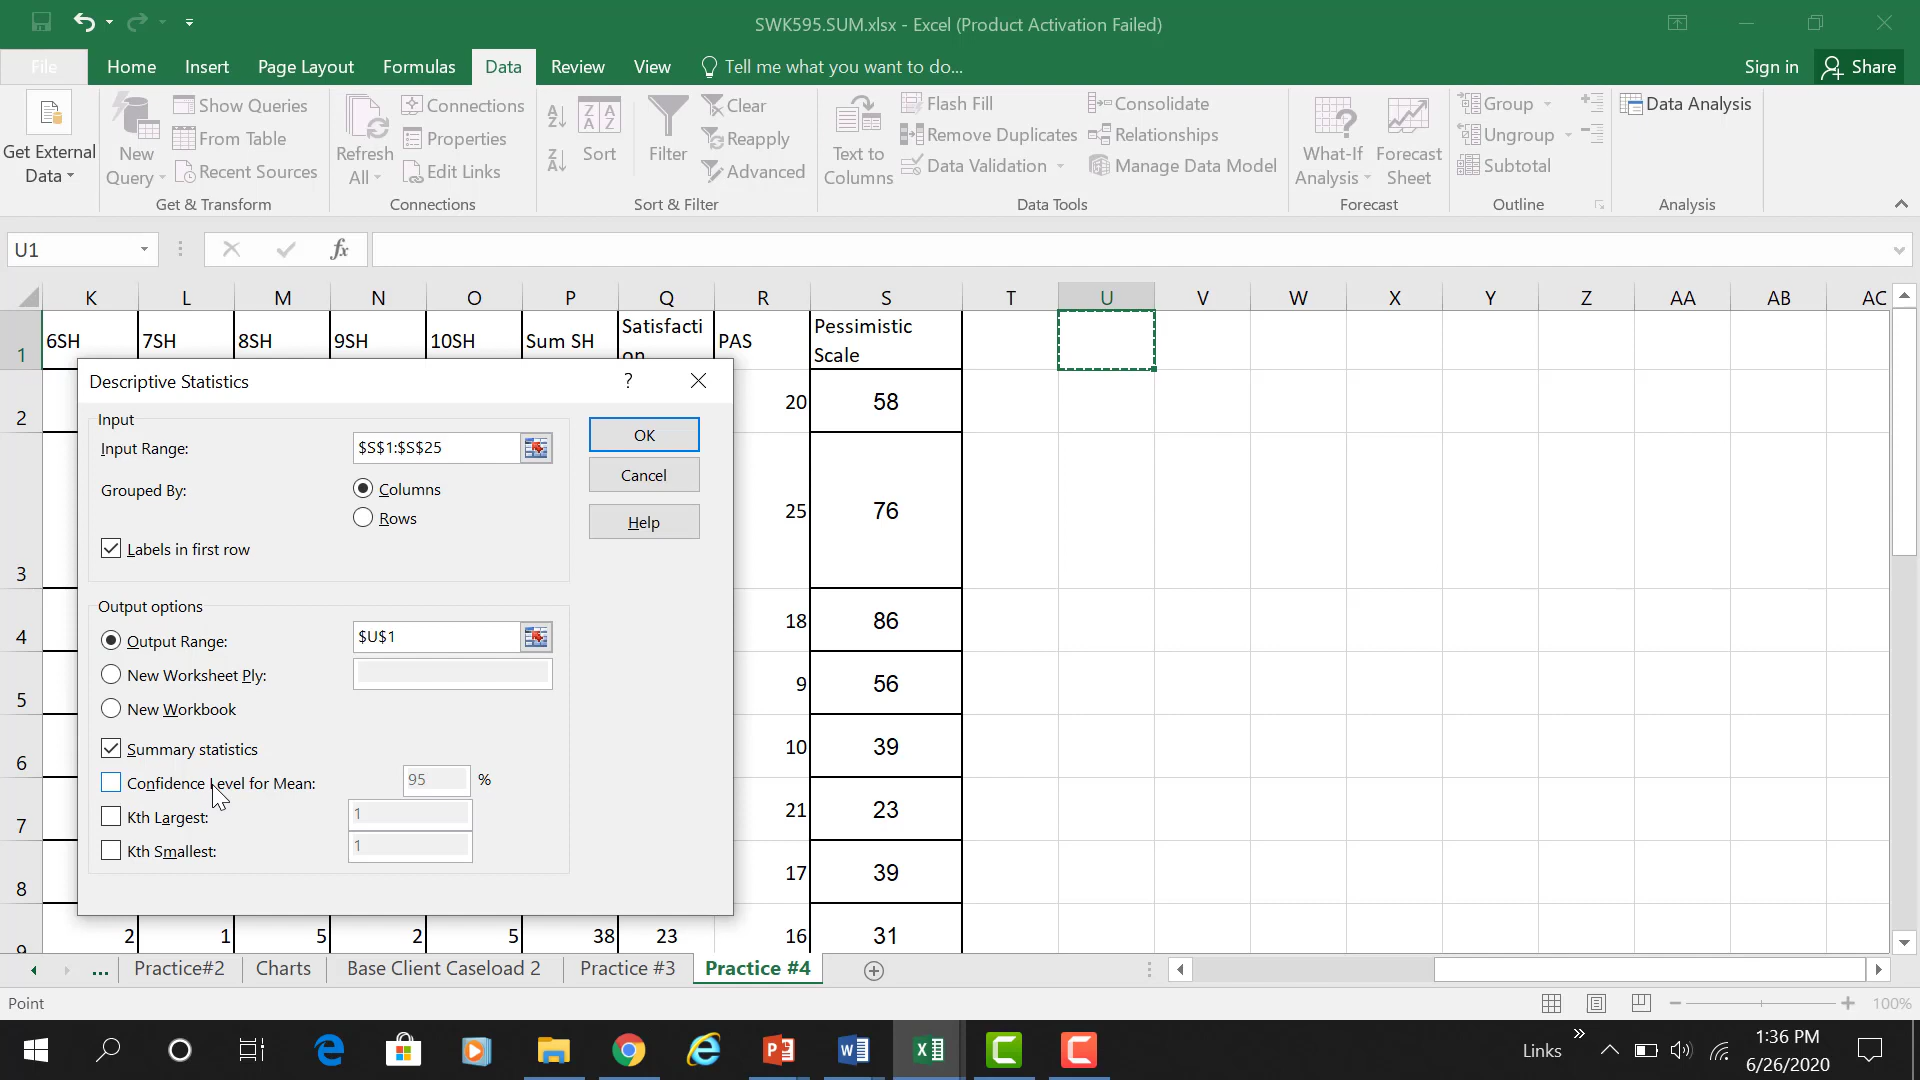 SWK595.SUM.xlsx - Excel (Product Activation Failed)
File Home Insert Page Layout Formulas Data Review View Tell me what you want to do... Sign in Share
Get External Data
New Query
Show Queries
From Table
Recent Sources
Get & Transform
Refresh All
Connections
Properties
Edit Links
Connections
Sort
Filter
Clear
Reapply
Advanced
Sort & Filter
Text to Columns
Flash Fill
Remove Duplicates
Data Validation
Consolidate
Relationships
Manage Data Model
Data Tools
What-If Analysis
Forecast Sheet
Forecast
Group
Ungroup
Subtotal
Outline
Data Analysis
Analysis
U1
fx
K L M N O P Q R S T U V W X Y Z AA AB AC
1 6SH 7SH 8SH 9SH 10SH Sum SH Satisfacti on PAS Pessimistic Scale
2 20 58
3 25 76
4 18 86
5 9 56
6 10 39
7 21 23
8 17 39
9 2 1 5 2 5 38 23 16 31
Descriptive Statistics ?
Input
Input Range: $S$1:$S$25
Grouped By: Columns
Rows
Labels in first row
OK
Cancel
Help
Output options
Output Range: $U$1
New Worksheet Ply:
New Workbook
Summary statistics
Confidence Level for Mean: 95 %
Kth Largest: 1
Kth Smallest: 1
... Practice#2 Charts Base Client Caseload 2 Practice #3 Practice #4
Point 100%
Links 1:36 PM
6/26/2020